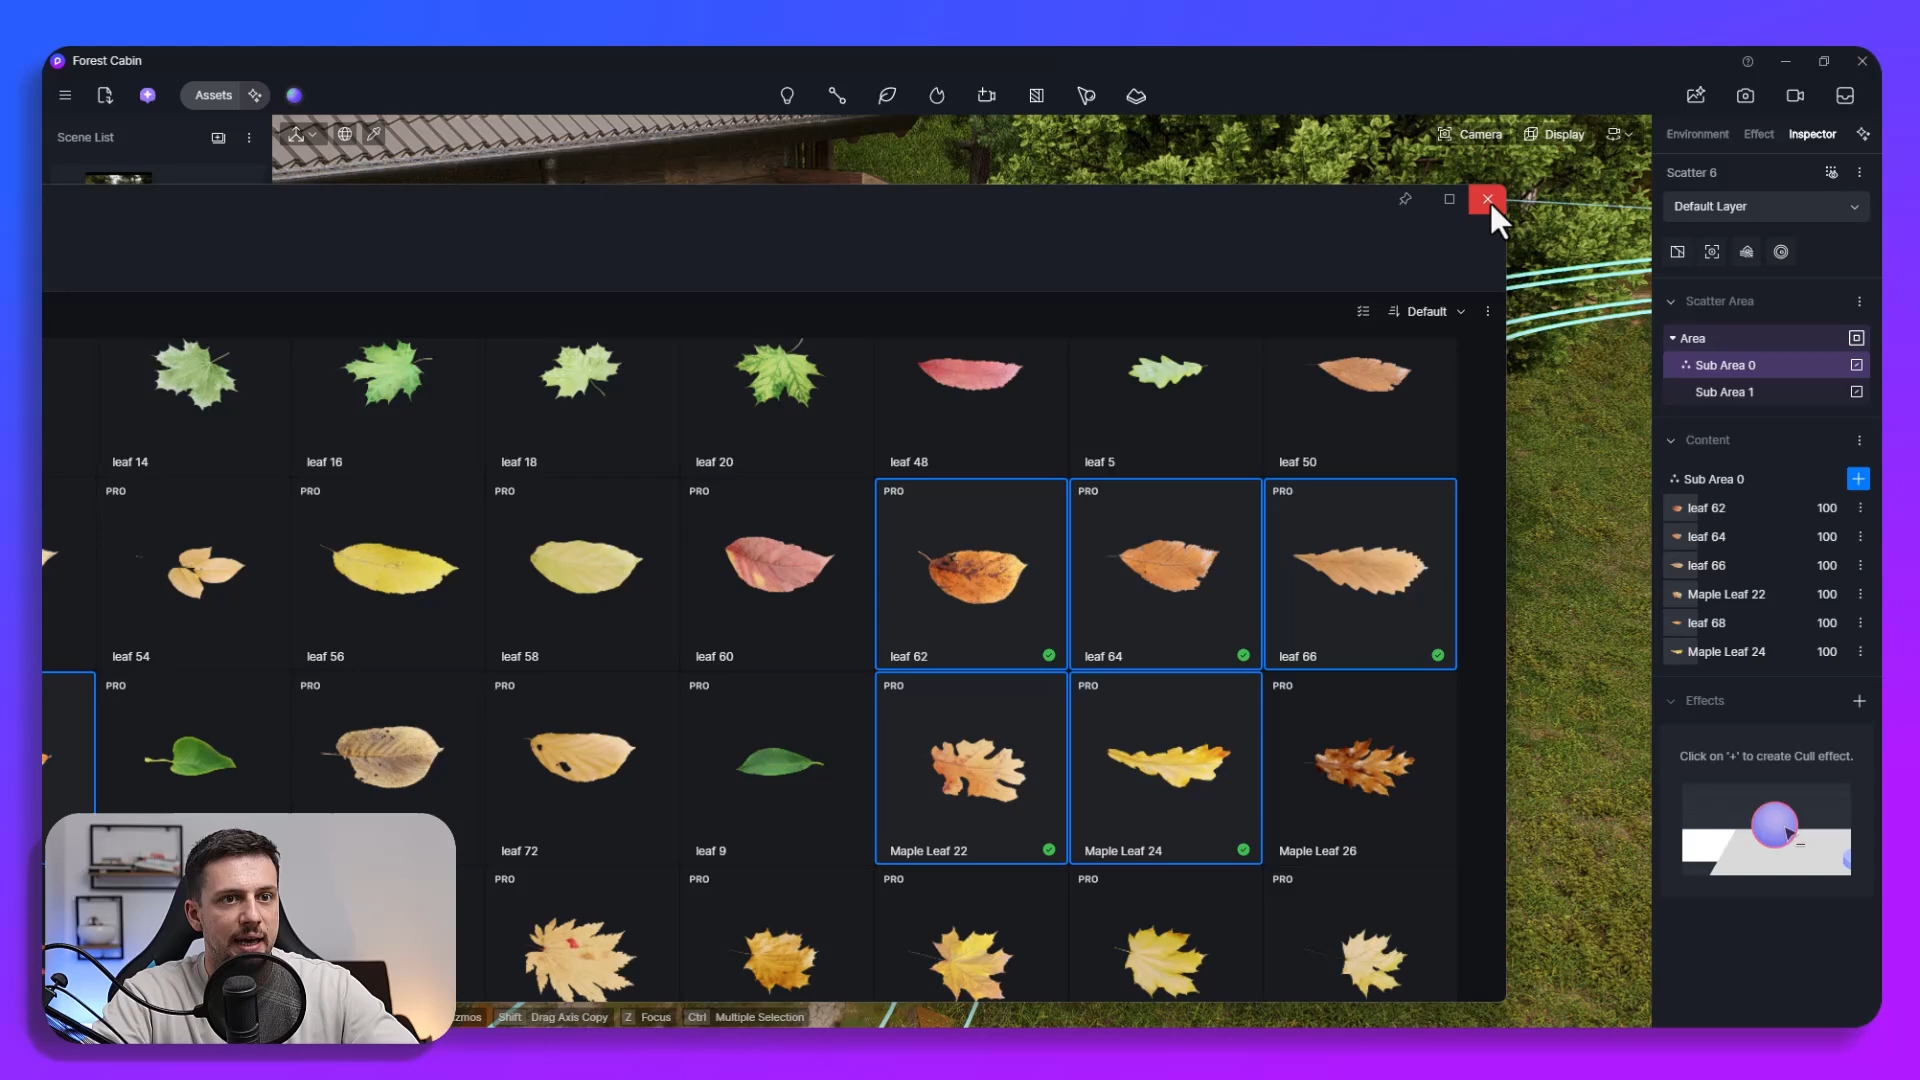 Forest Cabin
Assets
Scene List
Camera
Display
Environment
Effect
Inspector
Scatter 6
Default Layer
Default
Scatter Area
Area
Sub Area 0
Sub Area 1
Content
Sub Area 0
leaf 62 100
leaf 64 100
leaf 66 100
Maple Leaf 22 100
leaf 68 100
Maple Leaf 24 100
Effects
Click on '+' to create Cull effect.
leaf 14
leaf 16
leaf 18
leaf 20
leaf 48
leaf 5
leaf 50
PRO
PRO
PRO
PRO
PRO
PRO
PRO
leaf 54
leaf 56
leaf 58
leaf 60
leaf 62
leaf 64
leaf 66
PRO
PRO
PRO
PRO
PRO
PRO
PRO
leaf 72
leaf 9
Maple Leaf 22
Maple Leaf 24
Maple Leaf 26
PRO
PRO
PRO
PRO
PRO
zmos
Shift Drag Axis Copy
Z Focus
Ctrl Multiple Selection